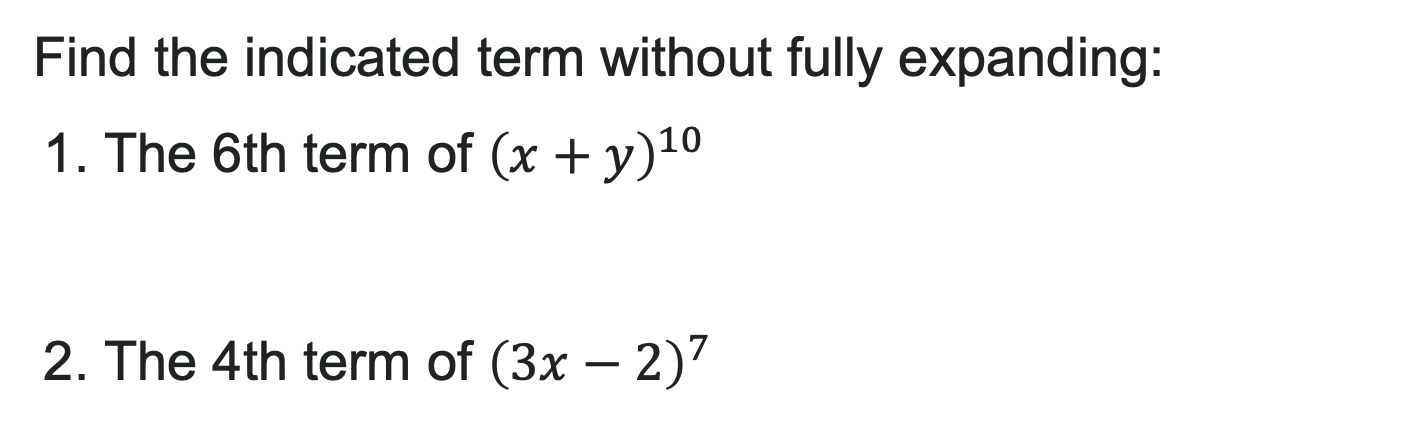 Find the indicated term without fully expanding:
1. The 6th term of (x + y)¹⁰
2. The 4th term of (3x − 2)⁷